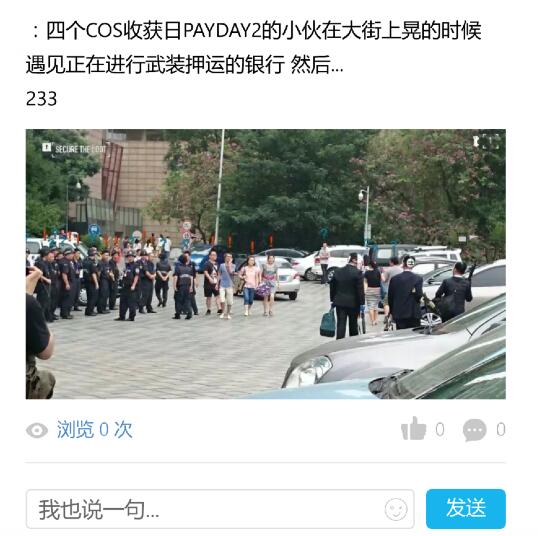 ：四个COS收获日PAYDAY2的小伙在大街上晃的时候
遇见正在进行武装押运的银行 然后...
233
SECURE THE LOOT
浏览 0 次
0
0
我也说一句...
发送